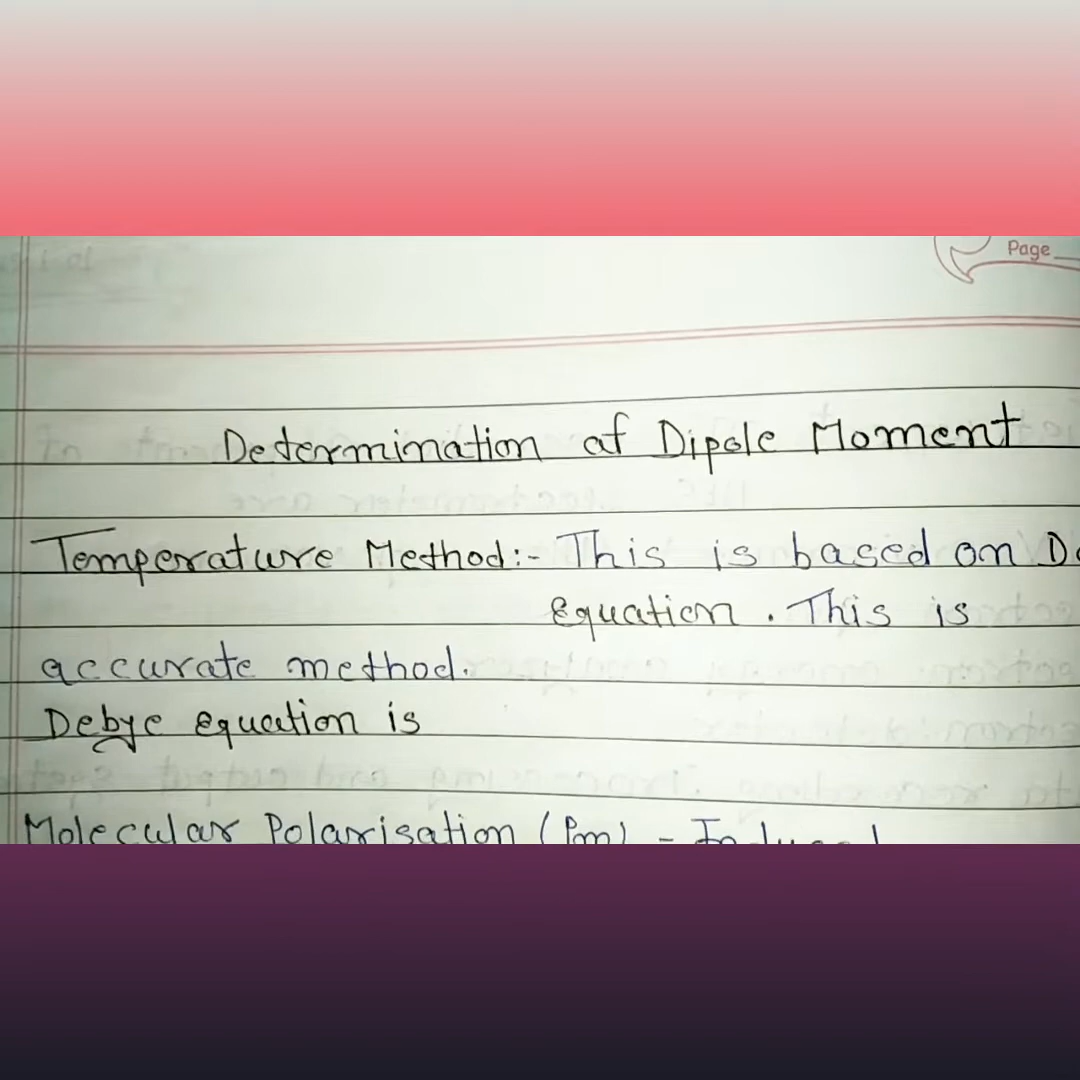 Page
Determination of Dipole Moment
Temperature Method:- This is based on
equation. This is
accurate method.
Debye equation is
Molecular Polarisation (Pm) -